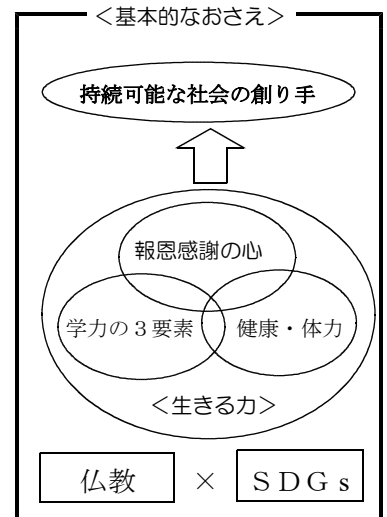 ＜基本的なおさえ＞
持続可能な社会の創り手
報恩感謝の心
学力の３要素 健康・体力
＜生きる力＞
仏教 × ＳＤＧｓ